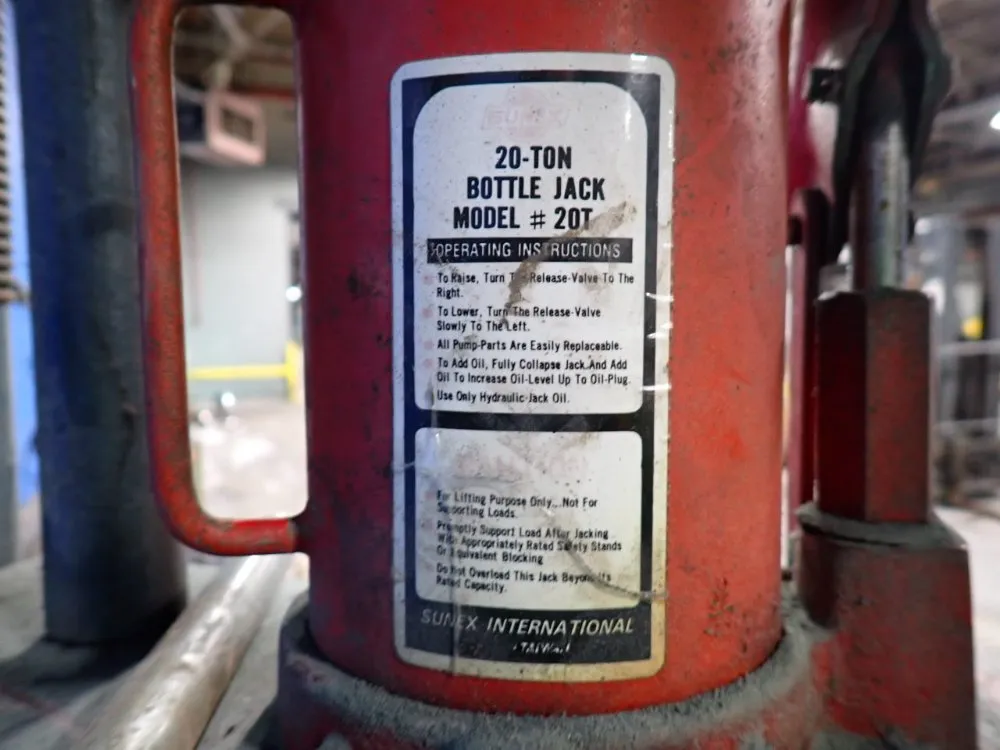 SUNEX
20-TON
BOTTLE JACK
MODEL # 20T
OPERATING INSTRUCTIONS
To Raise, Turn The Release-Valve To The
Right.
To Lower, Turn The Release-Valve
Slowly To The Left.
All Pump-Parts Are Easily Replaceable.
To Add Oil, Fully Collapse Jack And Add
Oil To Increase Oil-Level Up To Oil-Plug.
Use Only Hydraulic-Jack Oil.
For Lifting Purpose Only...Not For
Supporting Loads.
Promptly Support Load After Jacking
With Appropriately Rated Safety Stands
Or Equivalent Blocking
Do Not Overload This Jack Beyond Its
Rated Capacity.
SUNEX INTERNATIONAL
TAIWAN